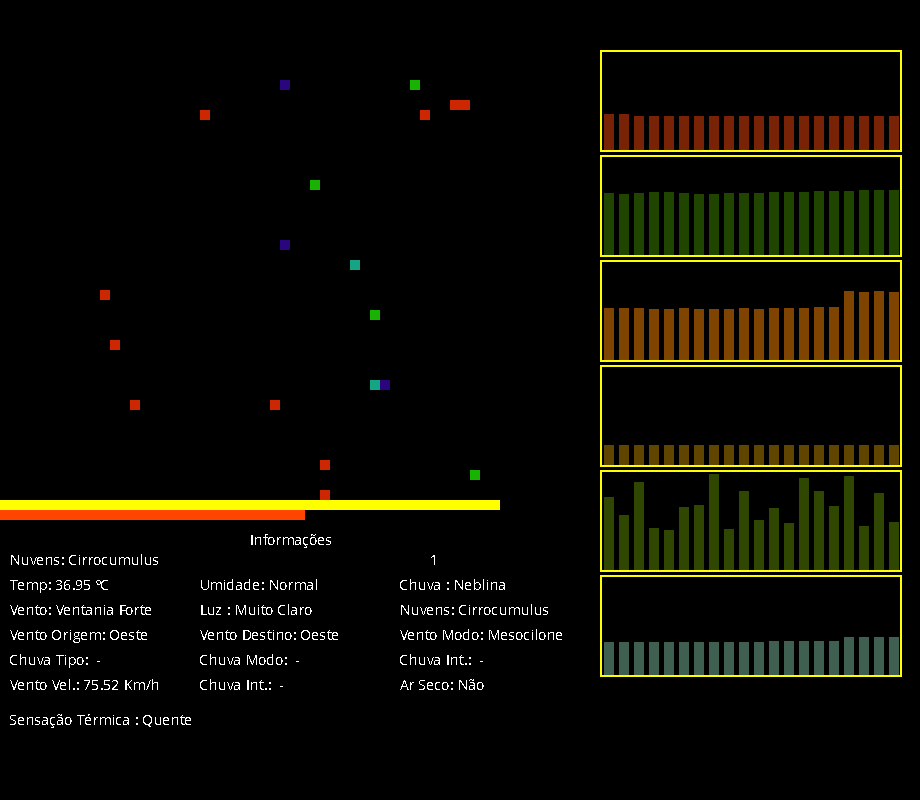 Informações
Nuvens: Cirrocumulus 1
Temp: 36.95 ºC Umidade: Normal Chuva : Neblina
Vento: Ventania Forte Luz : Muito Claro Nuvens: Cirrocumulus
Vento Origem: Oeste Vento Destino: Oeste Vento Modo: Mesocilone
Chuva Tipo: - Chuva Modo: - Chuva Int.: -
Vento Vel.: 75.52 Km/h Chuva Int.: - Ar Seco: Não
Sensação Térmica : Quente